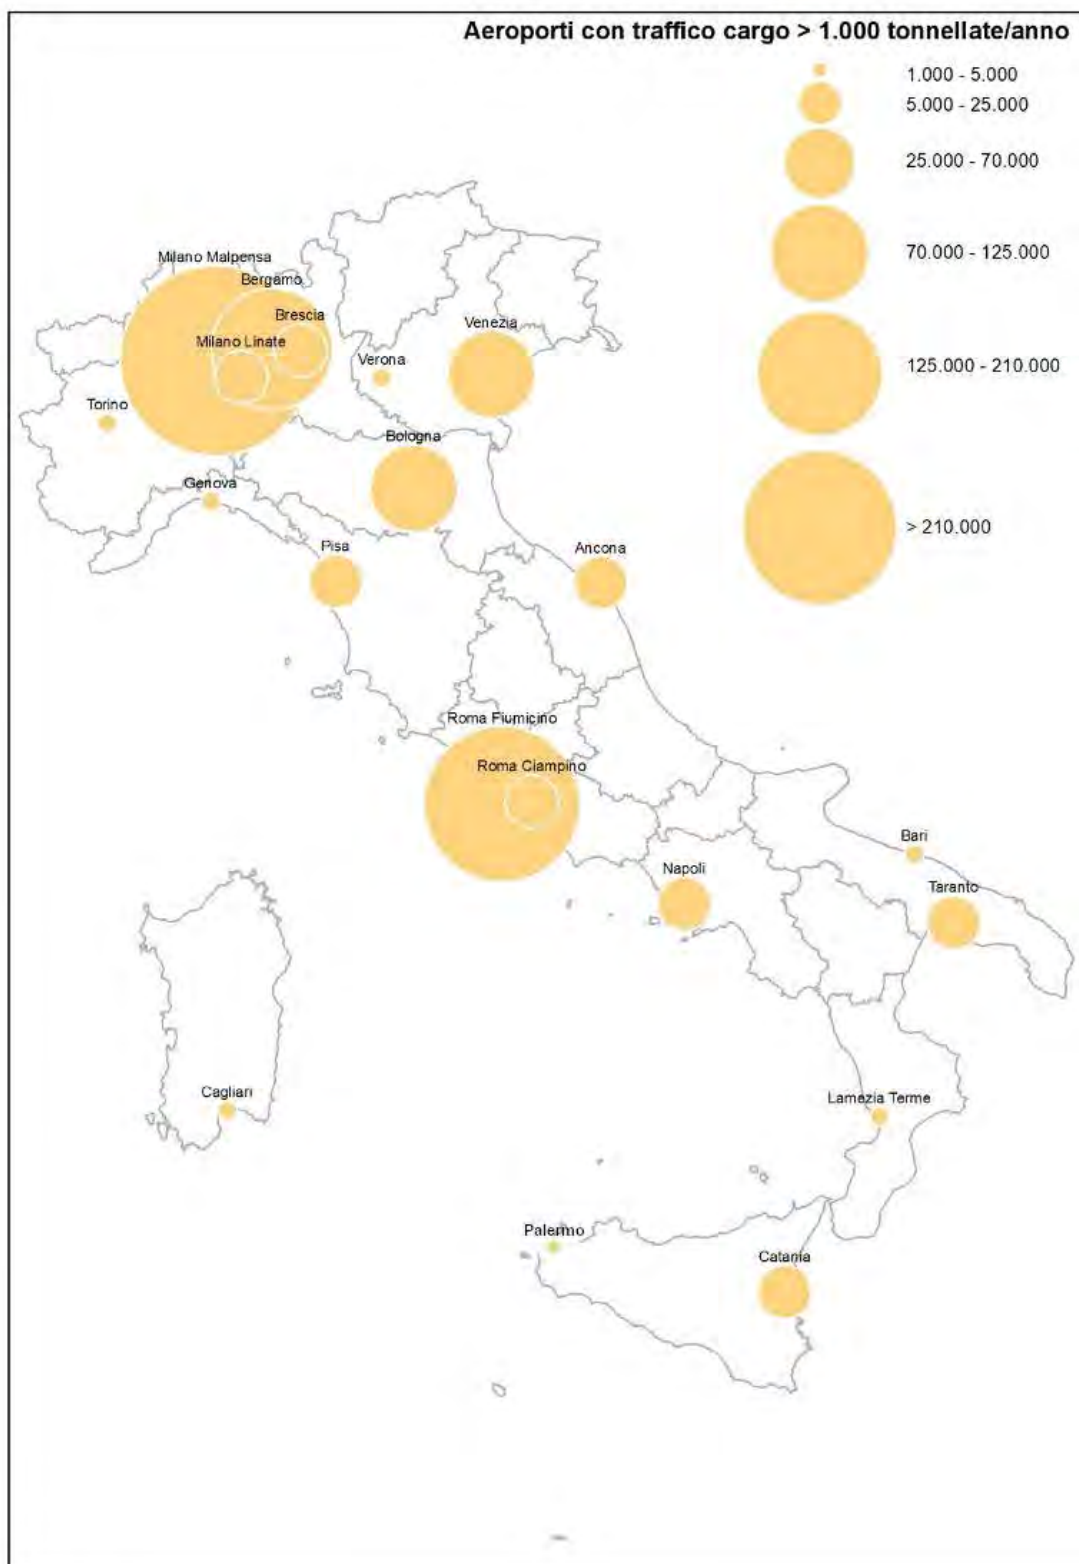 Aeroporti con traffico cargo > 1.000 tonnellate/anno
1.000 - 5.000
5.000 - 25.000
25.000 - 70.000
70.000 - 125.000
125.000 - 210.000
> 210.000
Milano Malpensa
Bergamo
Brescia
Milano Linate
Venezia
Verona
Torino
Bologna
Genova
Pisa
Ancona
Roma Fiumicino
Roma Ciampino
Bari
Napoli
Taranto
Cagliari
Lamezia Terme
Palermo
Catania